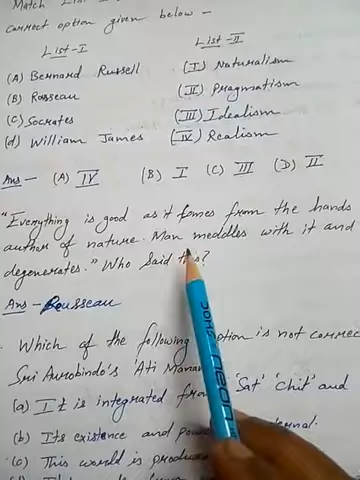 Match List
correct option given below -
List-I List-II
(A) Bernard Russell (I) Naturalism
(B) Rosseau (II) Pragmatism
(C) Socrates (III) Idealism
(d) William James (IV) Realism
Ans- (A) IV (B) I (C) III (D) II
"Everything is good as it comes from the hands
author of nature. Man meddles with it and
degenerates." Who Said this?
Ans- Rousseau
Which of the following option is not correc
Sri Aurobindo's 'Ati Manav
(a) It is integrated from 'Sat' 'Chit' and
(b) Its existence and
(c) This world is